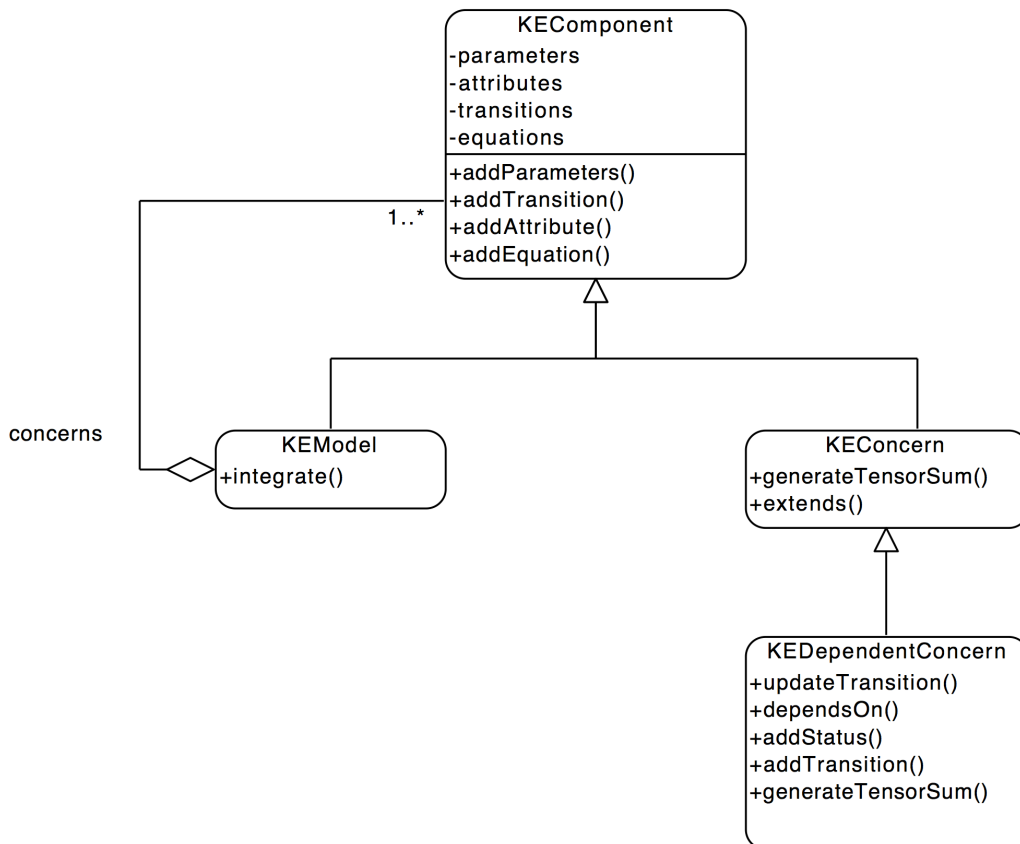 KEComponent
-parameters
-attributes
-transitions
-equations
+addParameters()
+addTransition()
+addAttribute()
+addEquation()
1..*
concerns
KEModel
+integrate()
KEConcern
+generateTensorSum()
+extends()
KEDependentConcern
+updateTransition()
+dependsOn()
+addStatus()
+addTransition()
+generateTensorSum()